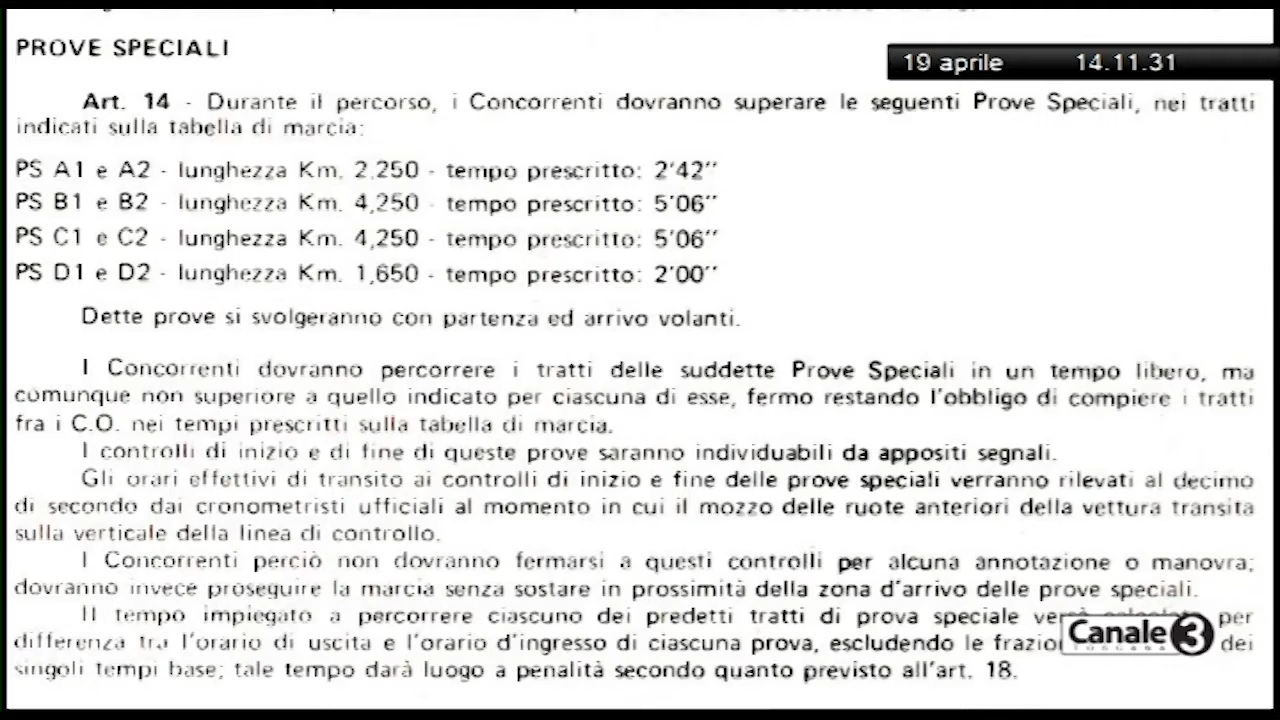 PROVE SPECIALI
19 aprile 14.11.31
Art. 14 - Durante il percorso, i Concorrenti dovranno superare le seguenti Prove Speciali, nei tratti
indicati sulla tabella di marcia:
PS A1 e A2 - lunghezza Km. 2,250 - tempo prescritto: 2'42''
PS B1 e B2 - lunghezza Km. 4,250 - tempo prescritto: 5'06''
PS C1 e C2 - lunghezza Km. 4,250 - tempo prescritto: 5'06''
PS D1 e D2 - lunghezza Km. 1,650 - tempo prescritto: 2'00''
Dette prove si svolgeranno con partenza ed arrivo volanti.
I Concorrenti dovranno percorrere i tratti delle suddette Prove Speciali in un tempo libero, ma
comunque non superiore a quello indicato per ciascuna di esse, fermo restando l'obbligo di compiere i tratti
fra i C.O. nei tempi prescritti sulla tabella di marcia.
I controlli di inizio e di fine di queste prove saranno individuabili da appositi segnali.
Gli orari effettivi di transito ai controlli di inizio e fine delle prove speciali verranno rilevati al decimo
di secondo dai cronometristi ufficiali al momento in cui il mozzo delle ruote anteriori della vettura transita
sulla verticale della linea di controllo.
I Concorrenti perciò non dovranno fermarsi a questi controlli per alcuna annotazione o manovra;
dovranno invece proseguire la marcia senza sostare in prossimità della zona d'arrivo delle prove speciali.
Il tempo impiegato a percorrere ciascuno dei predetti tratti di prova speciale per
differenza tra l'orario di uscita e l'orario d'ingresso di ciascuna prova, escludendo le dei
singoli tempi base; tale tempo darà luogo a penalità secondo quanto previsto all'art. 18.
Canale 3
TOSCANA